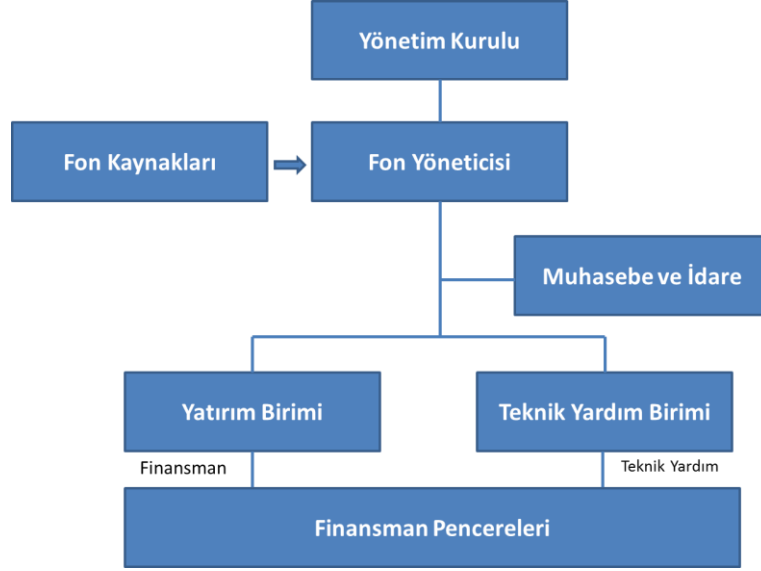 Yönetim Kurulu
Fon Kaynakları
Fon Yöneticisi
Muhasebe ve İdare
Yatırım Birimi
Teknik Yardım Birimi
Finansman
Teknik Yardım
Finansman Pencereleri